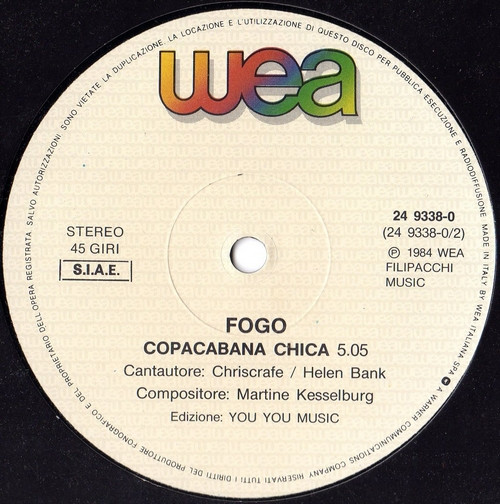 SONO VIETATE LA DUPLICAZIONE, LA LOCAZIONE E L'UTILIZZAZIONE DI QUESTO DISCO PER PUBBLICA ESECUZIONE E RADIODIFFUSIONE. MADE IN ITALY BY WEA ITALIANA SPA
A WARNER COMMUNICATIONS COMPANY RISERVATI TUTTI I DIRITTI DEL PRODUTTORE FONOGRAFICO E DEL PROPRIETARIO DELL'OPERA REGISTRATA. SALVO AUTORIZZAZIONI
wea
STEREO
45 GIRI
S.I.A.E.
24 9338-0
(24 9338-0/2)
℗ 1984 WEA
FILIPACCHI
MUSIC
FOGO
COPACABANA CHICA 5.05
Cantautore: Chriscrafe / Helen Bank
Compositore: Martine Kesselburg
Edizione: YOU YOU MUSIC